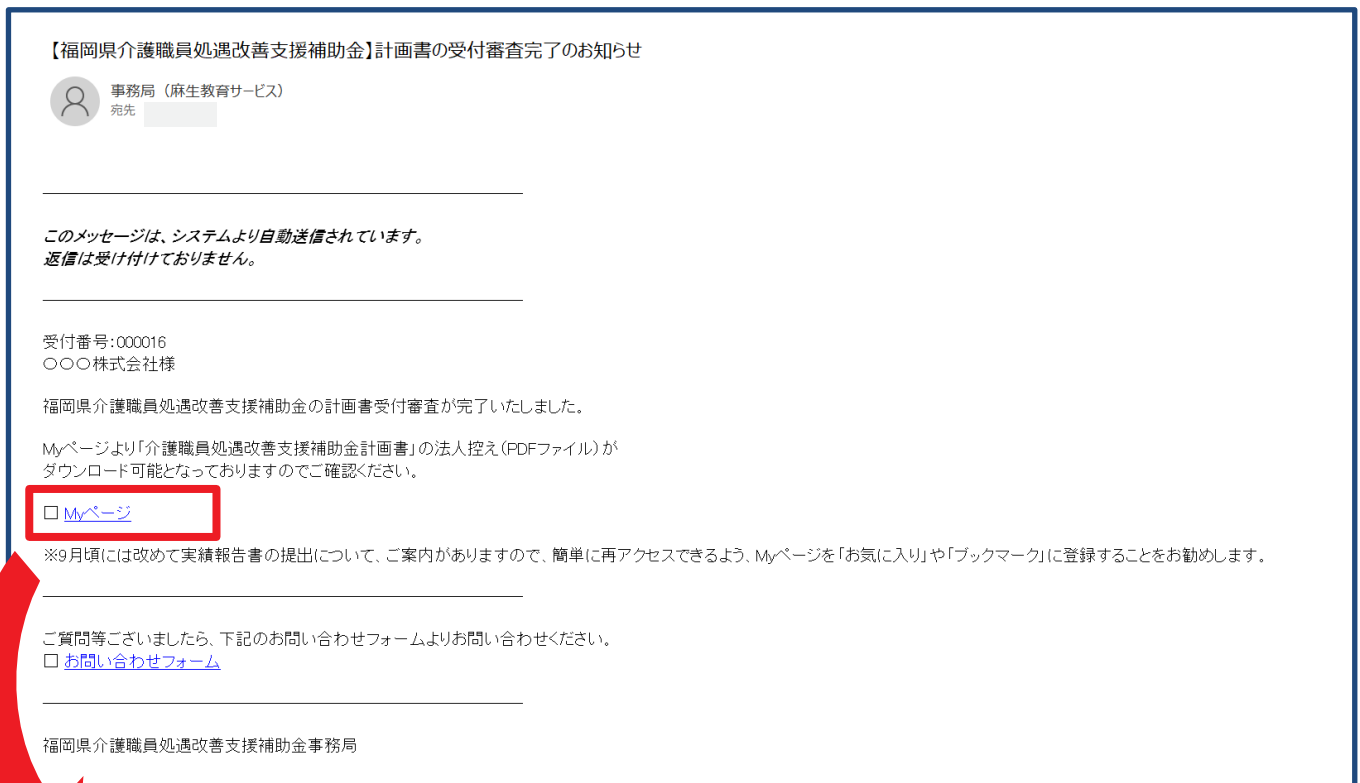 【福岡県介護職員処遇改善支援補助金】計画書の受付審査完了のお知らせ
事務局（麻生教育サービス）
宛先
このメッセージは、システムより自動送信されています。
返信は受け付けておりません。
受付番号：000016
〇〇〇株式会社様
福岡県介護職員処遇改善支援補助金の計画書受付審査が完了いたしました。
Myページより「介護職員処遇改善支援補助金計画書」の法人控え（PDFファイル）が
ダウンロード可能となっておりますのでご確認ください。
□ Myページ
※9月頃には改めて実績報告書の提出について、ご案内がありますので、簡単に再アクセスできるよう、Myページを「お気に入り」や「ブックマーク」に登録することをお勧めします。
ご質問等ございましたら、下記のお問い合わせフォームよりお問い合わせください。
□ お問い合わせフォーム
福岡県介護職員処遇改善支援補助金事務局